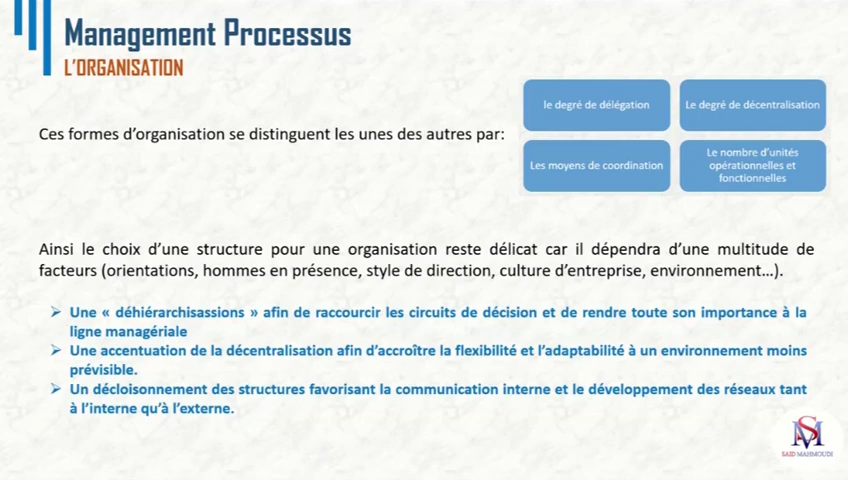 Management Processus
L'ORGANISATION
Ces formes d'organisation se distinguent les unes des autres par:
le degré de délégation
Le degré de décentralisation
Les moyens de coordination
Le nombre d'unités
opérationnelles et
fonctionnelles
Ainsi le choix d'une structure pour une organisation reste délicat car il dépendra d'une multitude de
facteurs (orientations, hommes en présence, style de direction, culture d'entreprise, environnement...).
Une « déhiérarchisassions » afin de raccourcir les circuits de décision et de rendre toute son importance à la
ligne managériale
Une accentuation de la décentralisation afin d'accroître la flexibilité et l'adaptabilité à un environnement moins
prévisible.
Un décloisonnement des structures favorisant la communication interne et le développement des réseaux tant
à l'interne qu'à l'externe.
SM
SAID MAHMOUDI